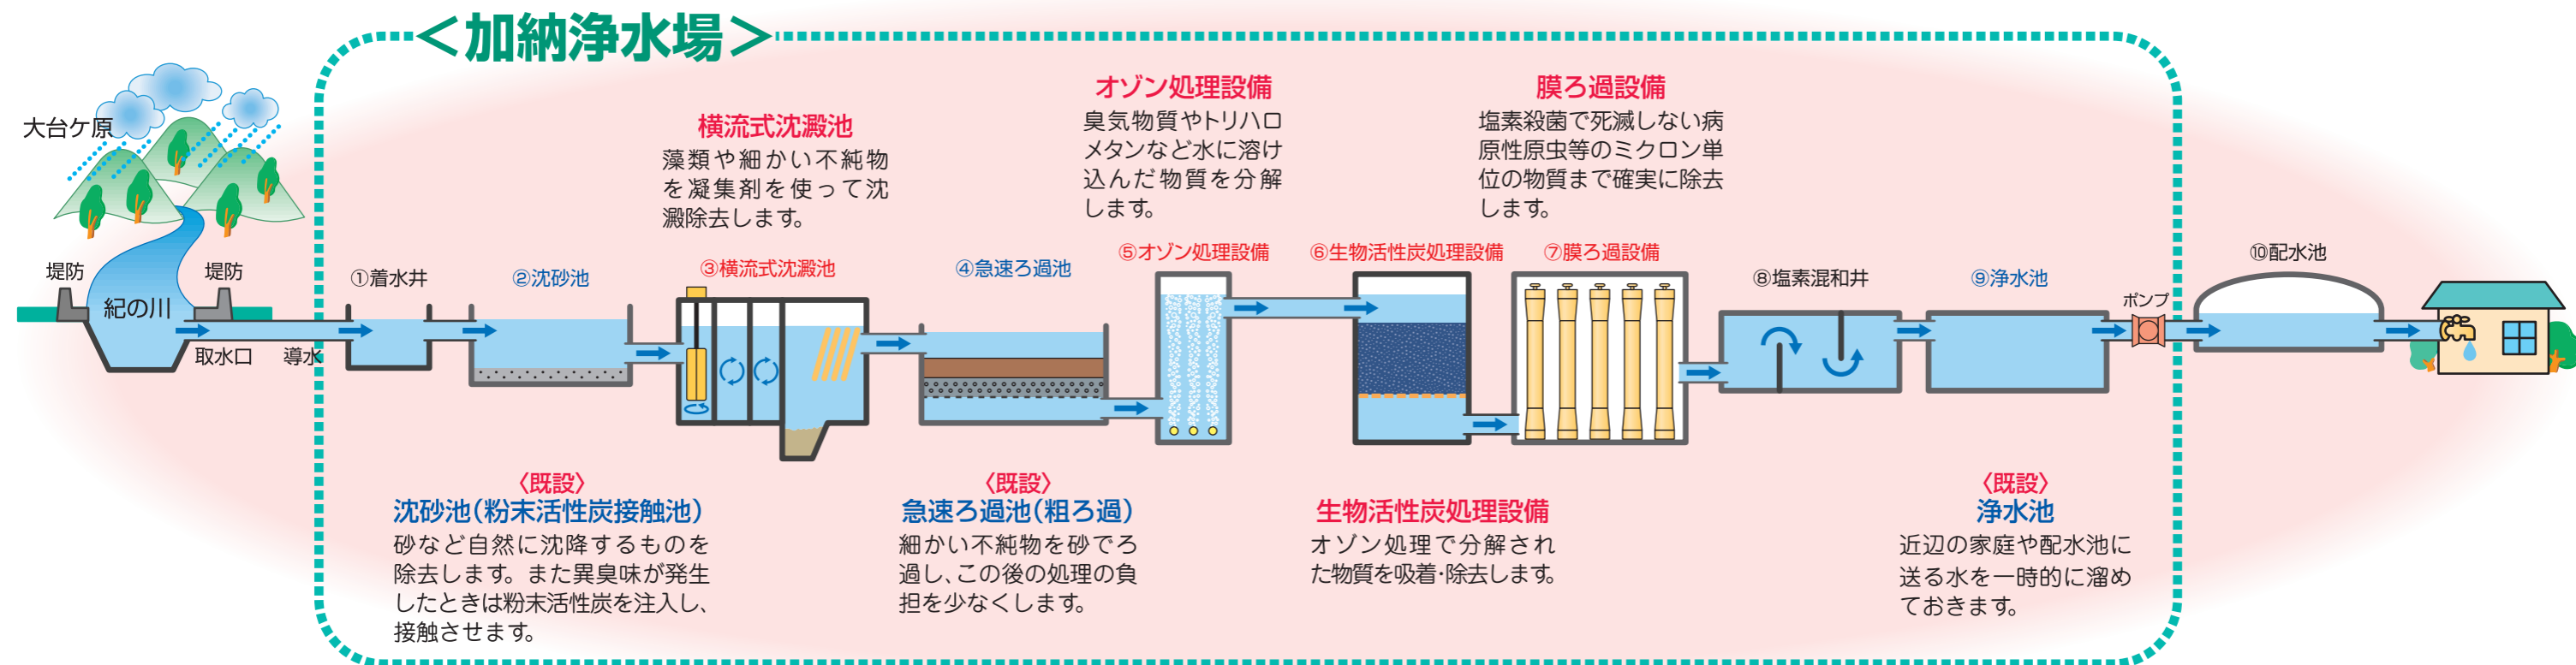 ＜加納浄水場＞
大台ケ原
堤防
堤防
紀の川
取水口
導水
横流式沈澱池
藻類や細かい不純物
を凝集剤を使って沈
澱除去します。
オゾン処理設備
臭気物質やトリハロ
メタンなど水に溶け
込んだ物質を分解
します。
膜ろ過設備
塩素殺菌で死滅しない病
原性原虫等のミクロン単
位の物質まで確実に除去
します。
①着水井
②沈砂池
③横流式沈澱池
④急速ろ過池
⑤オゾン処理設備
⑥生物活性炭処理設備
⑦膜ろ過設備
⑧塩素混和井
⑨浄水池
ポンプ
⑩配水池
〈既設〉
沈砂池（粉末活性炭接触池）
砂など自然に沈降するものを
除去します。また異臭味が発生
したときは粉末活性炭を注入し、
接触させます。
〈既設〉
急速ろ過池（粗ろ過）
細かい不純物を砂でろ
過し、この後の処理の負
担を少なくします。
生物活性炭処理設備
オゾン処理で分解され
た物質を吸着・除去します。
〈既設〉
浄水池
近辺の家庭や配水池に
送る水を一時的に溜め
ておきます。